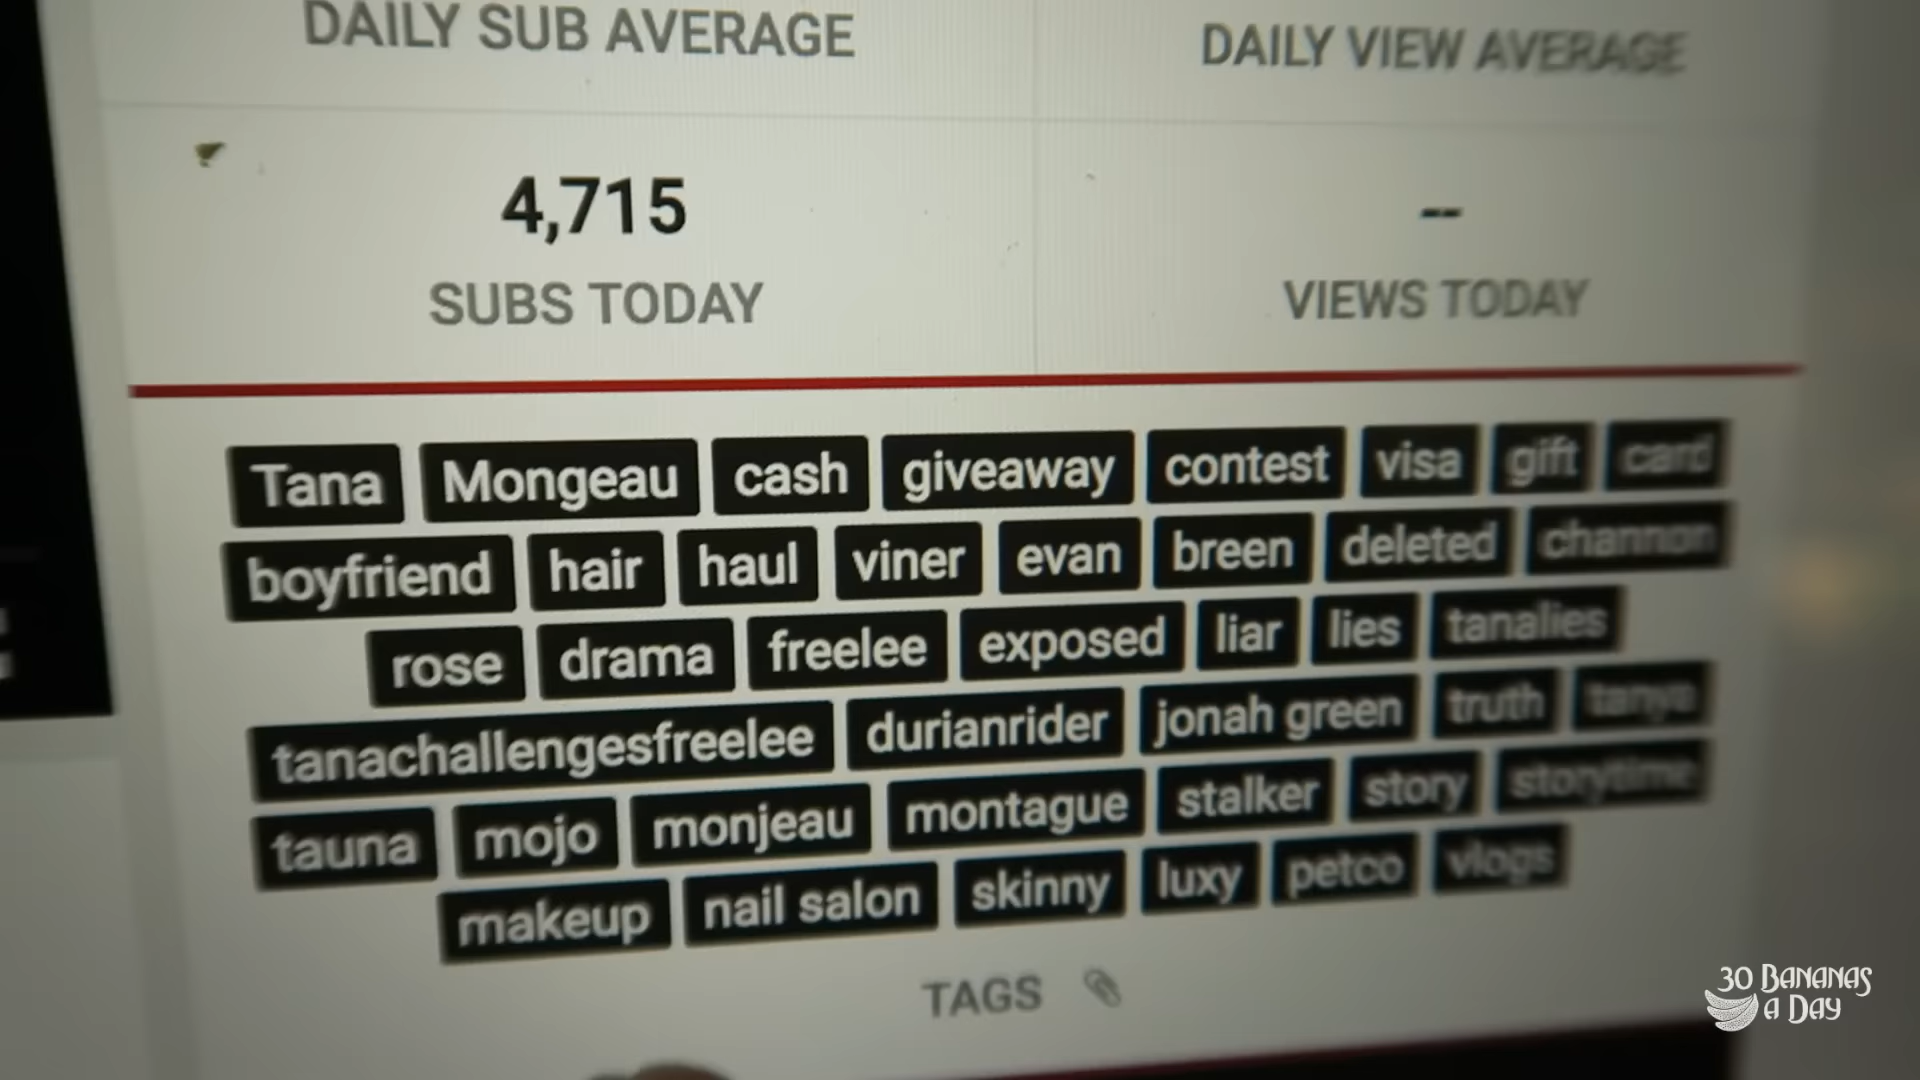 DAILY SUB AVERAGE DAILY VIEW AVERAGE
4,715 --
SUBS TODAY VIEWS TODAY
Tana Mongeau cash giveaway contest visa gift card
boyfriend hair haul viner evan breen deleted channon
rose drama freelee exposed liar lies tanalies
tanachallengesfreelee durianrider jonah green truth tanya
tauna mojo monjeau montague stalker story storytime
makeup nail salon skinny luxy petco vlogs
TAGS
30 BANANAS
A DAY